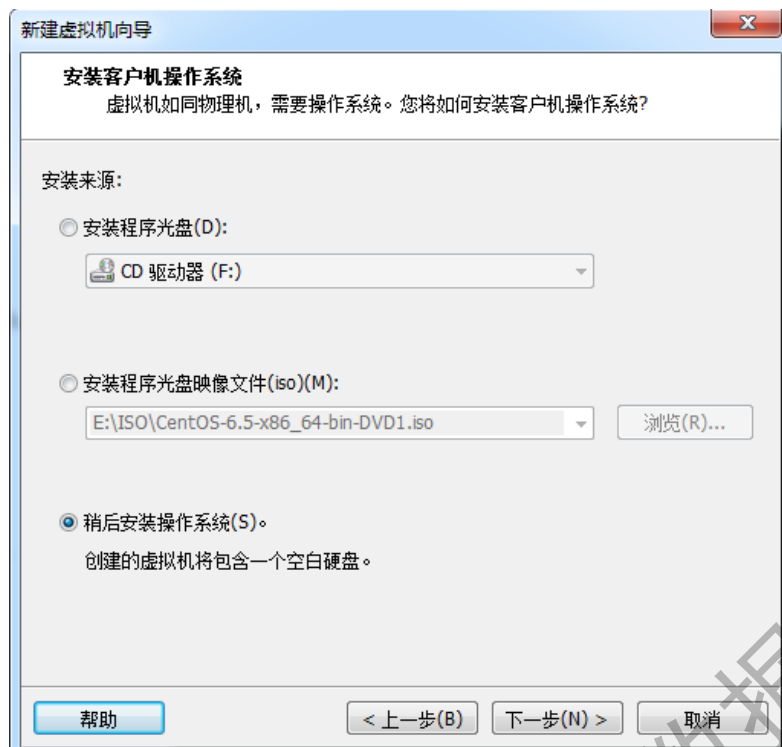 新建虚拟机向导
安装客户机操作系统
虚拟机如同物理机，需要操作系统。您将如何安装客户机操作系统?
安装来源:
安装程序光盘(D):
CD 驱动器 (F:)
安装程序光盘映像文件(iso)(M):
E:\ISO\CentOS-6.5-x86_64-bin-DVD1.iso
浏览(R)...
稍后安装操作系统(S)。
创建的虚拟机将包含一个空白硬盘。
帮助
< 上一步(B)
下一步(N) >
取消